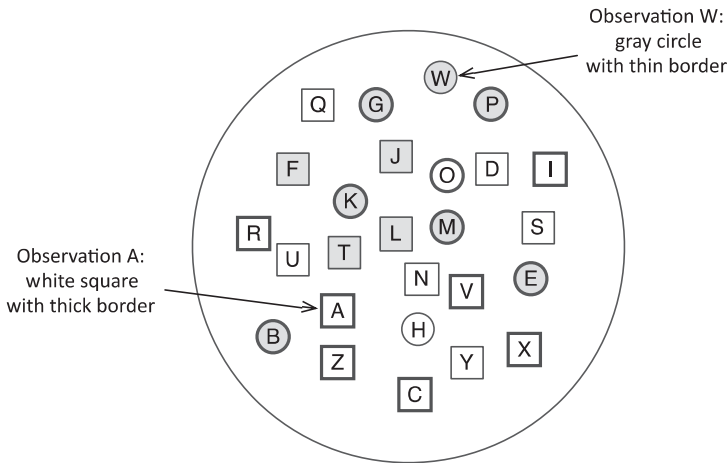 Observation W:
gray circle
with thin border
W
Q
G
P
J
F
O
D
I
K
R
L
M
S
U
T
N
V
E
Observation A:
white square
with thick border
A
B
H
Z
Y
X
C